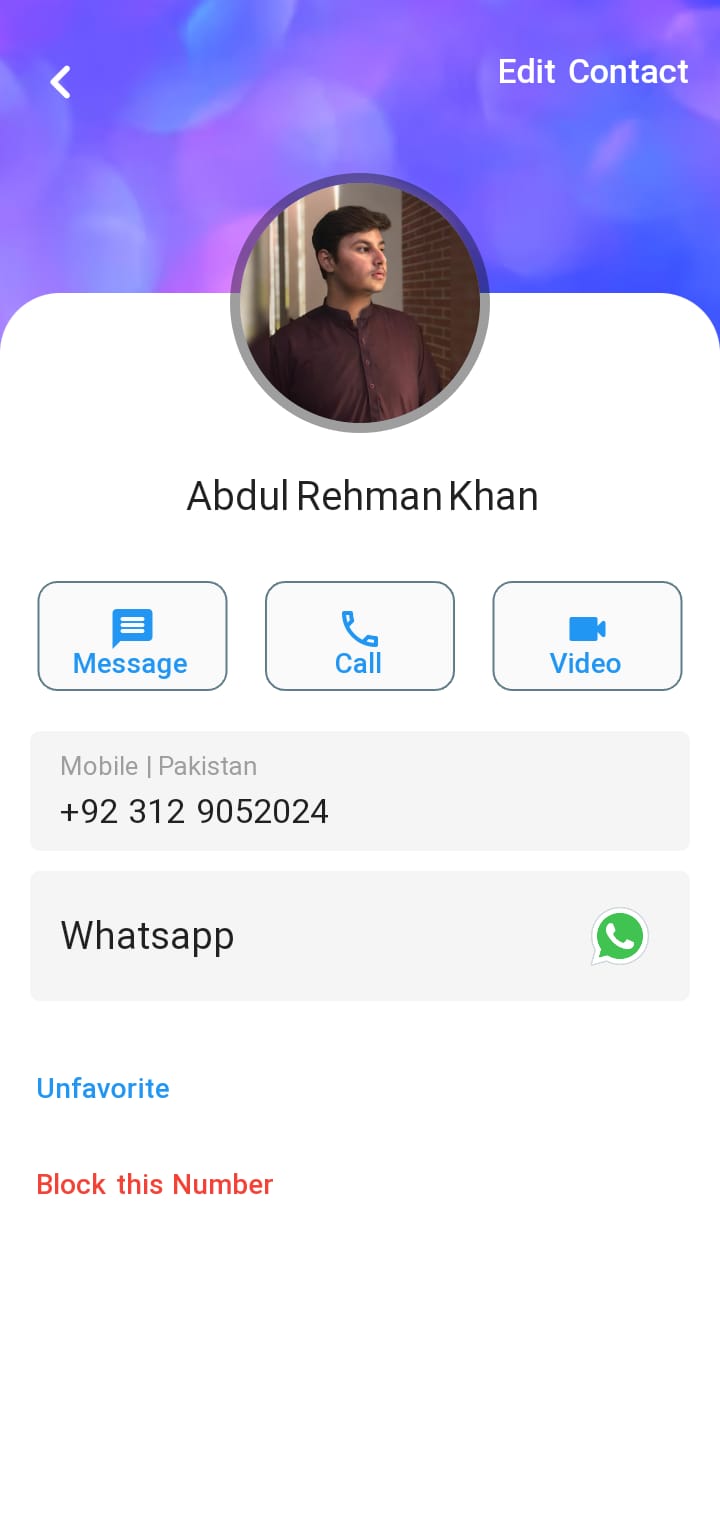 Edit Contact
Abdul Rehman Khan
Message
Call
Video
Mobile | Pakistan
+92 312 9052024
Whatsapp
Unfavorite
Block this Number